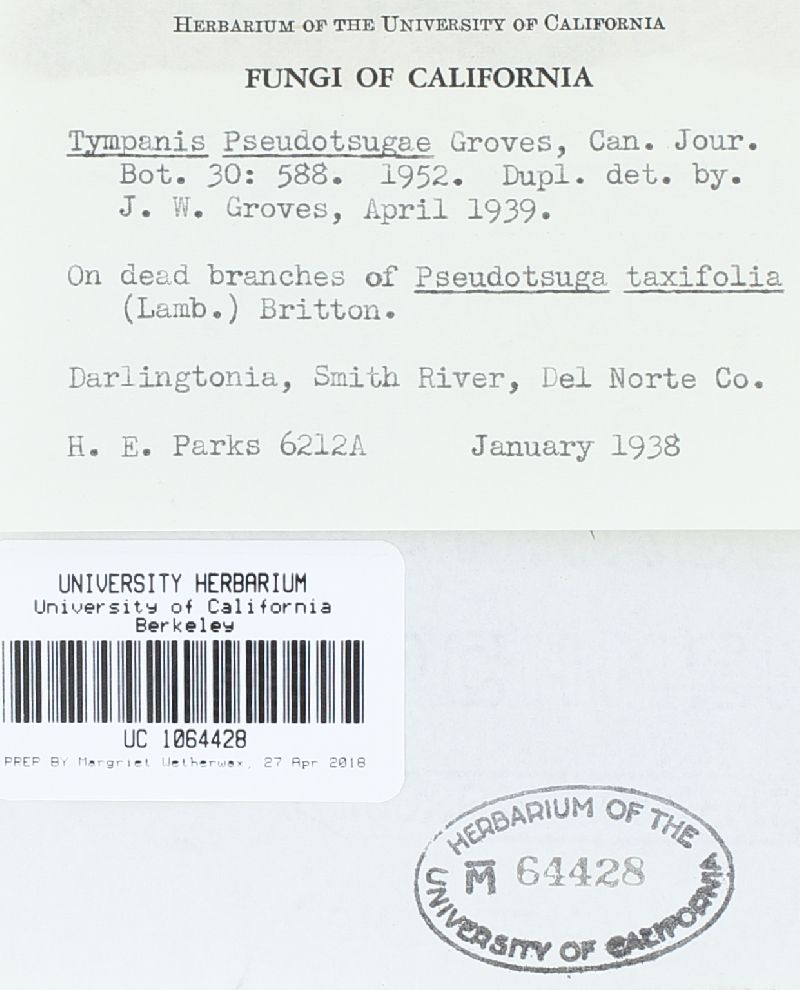 HERBARIUM OF THE UNIVERSITY OF CALIFORNIA
FUNGI OF CALIFORNIA
Tympanis Pseudotsugae Groves, Can. Jour.
Bot. 30: 588. 1952. Dupl. det. by.
J. W. Groves, April 1939.
On dead branches of Pseudotsuga taxifolia
(Lamb.) Britton.
Darlingtonia, Smith River, Del Norte Co.
H. E. Parks 6212A January 1938
UNIVERSITY HERBARIUM
University of California
Berkeley
UC 1064428
PREP BY Margriet Wetherwax, 27 Apr 2018
HERBARIUM OF THE
M̅ 64428
UNIVERSITY OF CALIFORNIA